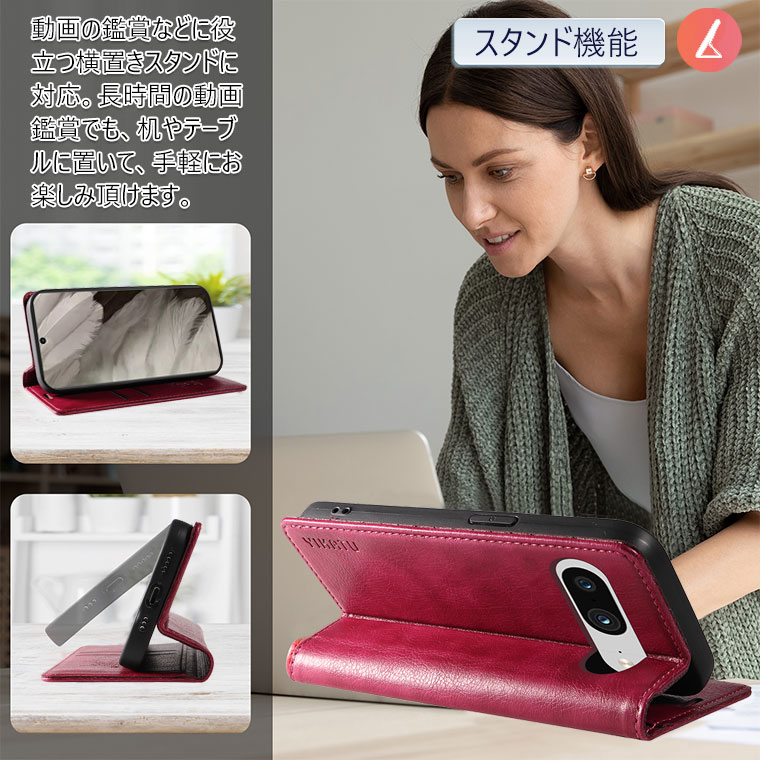 動画の鑑賞などに役
立つ横置きスタンドに
対応。長時間の動画
鑑賞でも、机やテーブ
ルに置いて、手軽にお
楽しみ頂けます。
スタンド機能